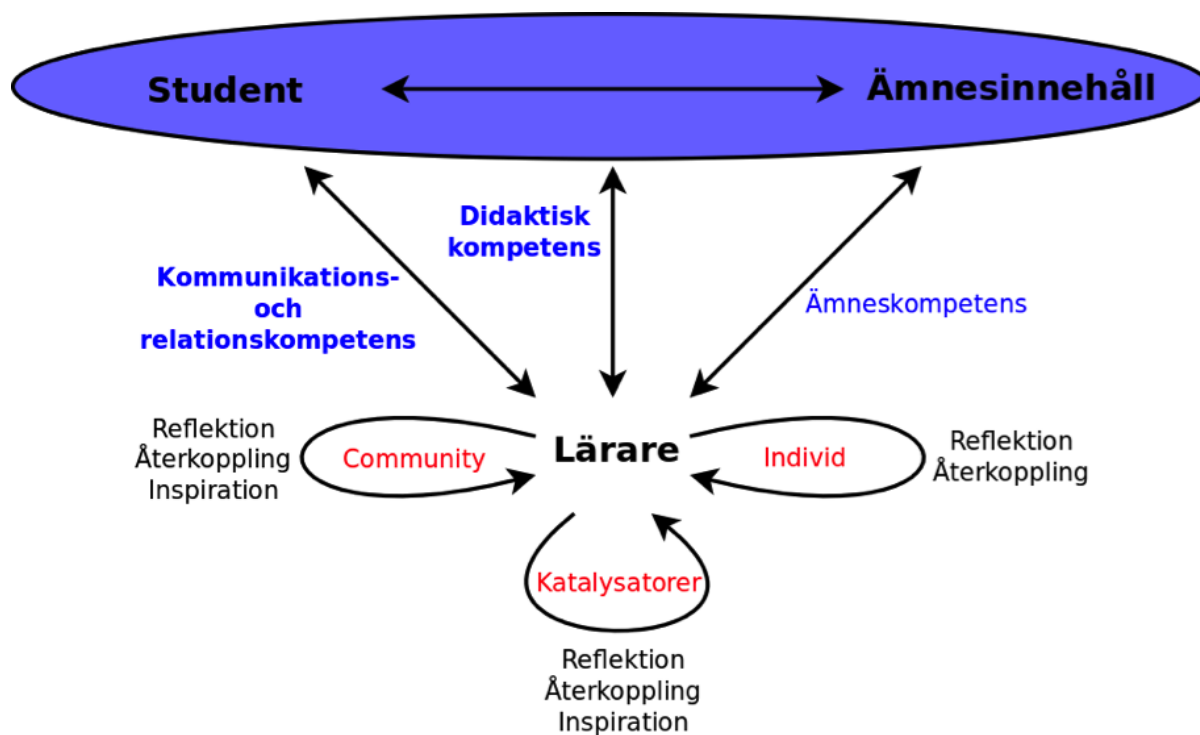 Student
Ämnesinnehåll
Didaktisk
kompetens
Kommunikations-
och
relationskompetens
Ämneskompetens
Lärare
Reflektion
Återkoppling
Inspiration
Community
Individ
Reflektion
Återkoppling
Katalysatorer
Reflektion
Återkoppling
Inspiration